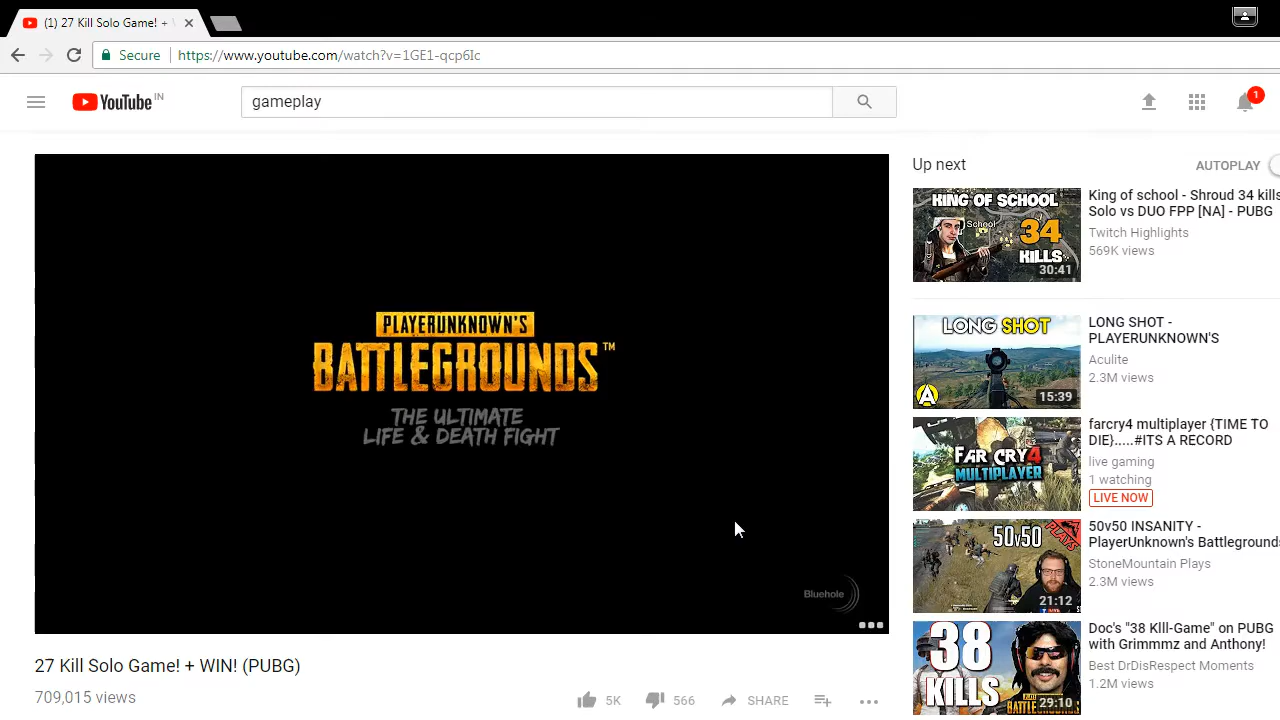 (1) 27 Kill Solo Game! +
Secure
https://www.youtube.com/watch?v=1GE1-qcp6Ic
YouTube IN
gameplay
1
PLAYERUNKNOWN'S
BATTLEGROUNDS™
THE ULTIMATE
LIFE & DEATH FIGHT
Bluehole
27 Kill Solo Game! + WIN! (PUBG)
709,015 views
5K
566
SHARE
Up next
AUTOPLAY
KING OF SCHOOL
School
34
KILLS
30:41
King of school - Shroud 34 kills
Solo vs DUO FPP [NA] - PUBG
Twitch Highlights
569K views
LONG SHOT
A
15:39
LONG SHOT -
PLAYERUNKNOWN'S
Aculite
2.3M views
FAR CRY 4
MULTIPLAYER
farcry4 multiplayer {TIME TO
DIE}.....#ITS A RECORD
live gaming
1 watching
LIVE NOW
50v50
PLAYS
21:12
50v50 INSANITY -
PlayerUnknown's Battlegrounds
StoneMountain Plays
2.3M views
38
KILLS
29:10
Doc's "38 KIll-Game" on PUBG
with Grimmmz and Anthony!
Best DrDisRespect Moments
1.2M views